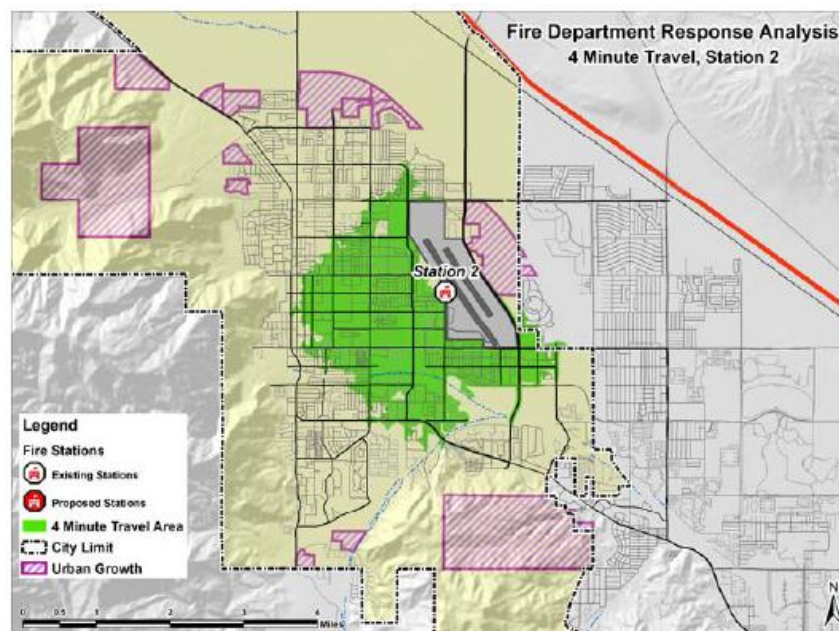 Fire Department Response Analysis
4 Minute Travel, Station 2
Station 2
Legend
Fire Stations
Existing Stations
Proposed Stations
4 Minute Travel Area
City Limit
Urban Growth
0 0.5 1 2 3 4
Miles
N